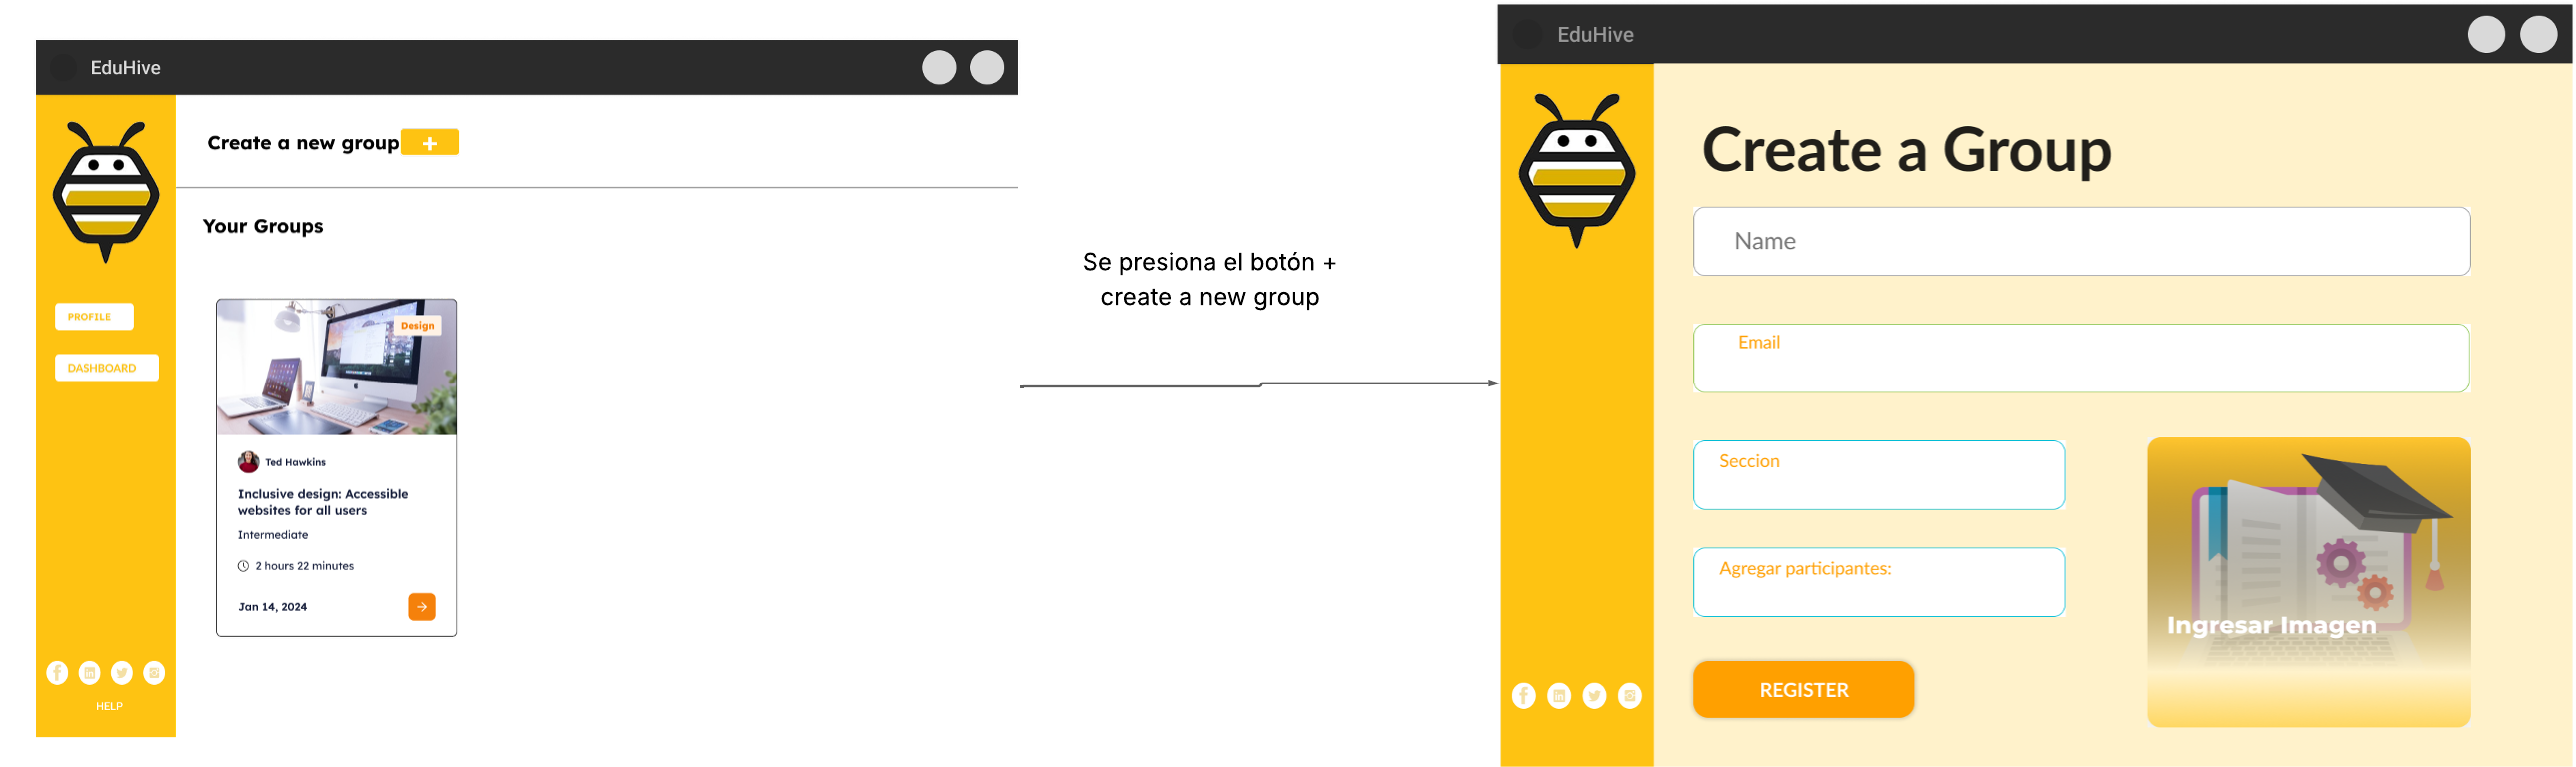 EduHive
Create a new group +
Your Groups
PROFILE
DASHBOARD
Design
Ted Hawkins
Inclusive design: Accessible
websites for all users
Intermediate
2 hours 22 minutes
Jan 14, 2024
HELP
Se presiona el botón +
create a new group
EduHive
Create a Group
Name
Email
Seccion
Agregar participantes:
Ingresar Imagen
REGISTER